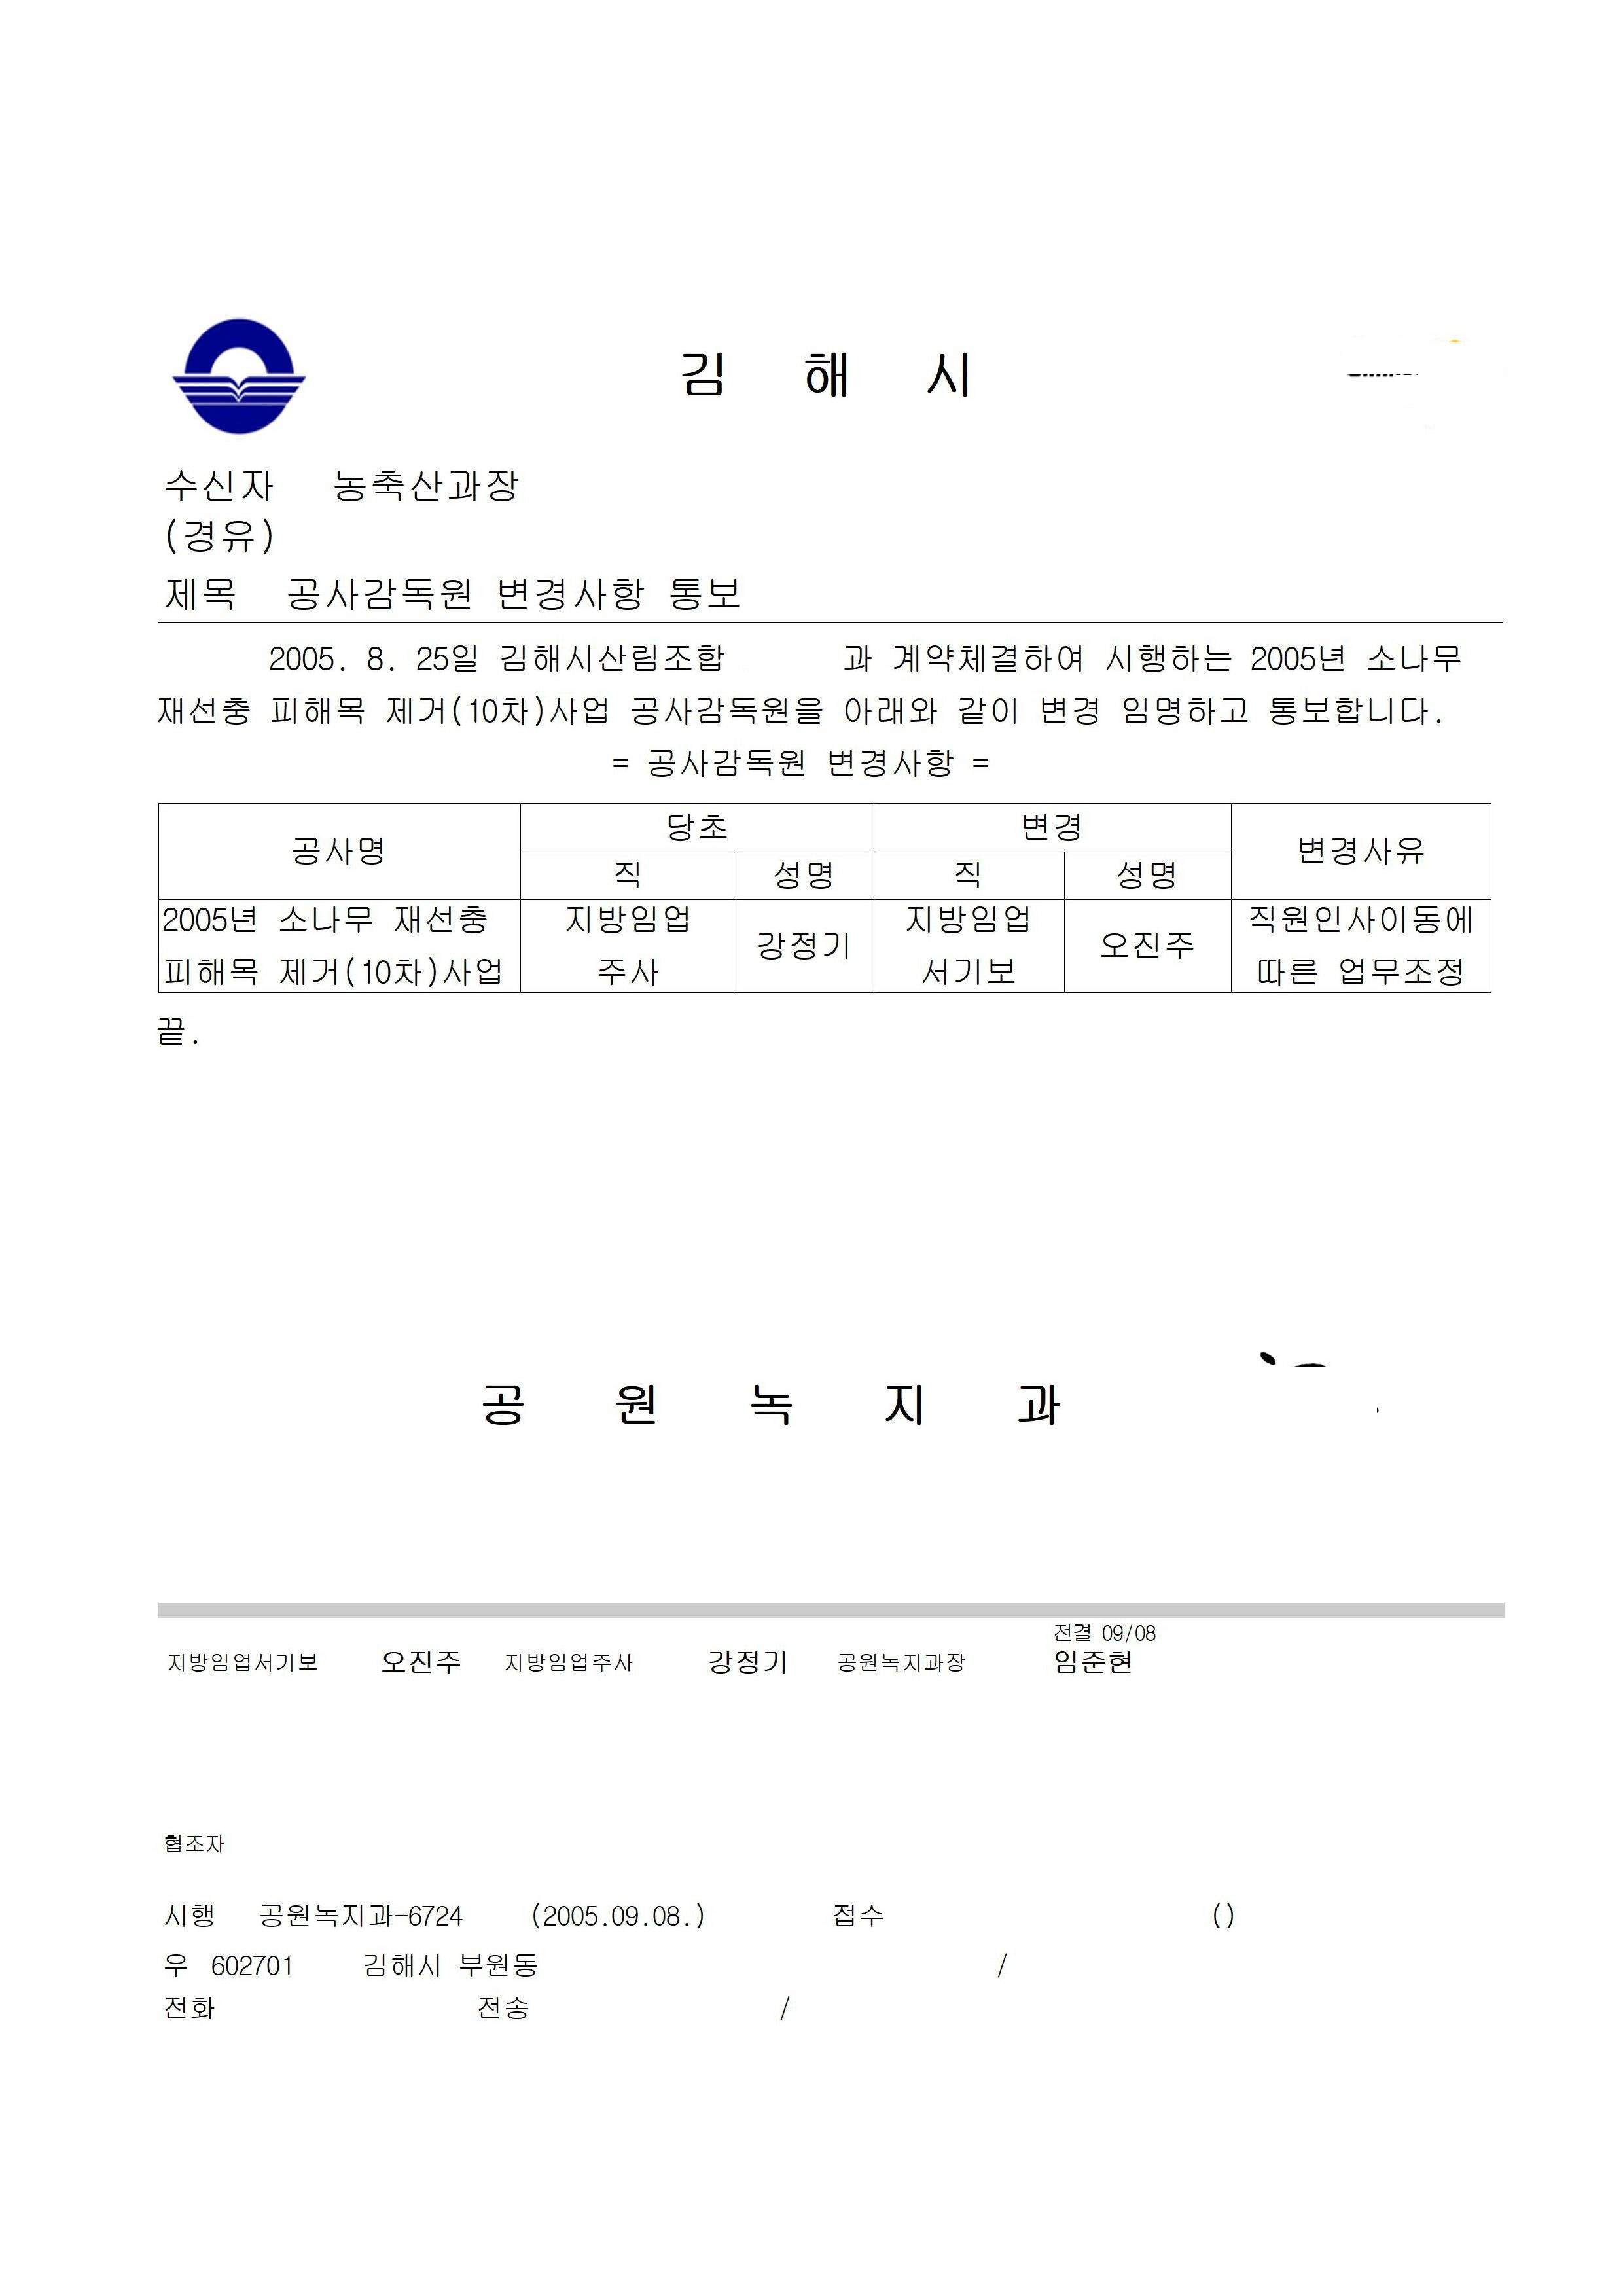 김 해 시
수신자 농축산과장
(경유)
제목 공사감독원 변경사항 통보
2005. 8. 25일 김해시산림조합 과 계약체결하여 시행하는 2005년 소나무
재선충 피해목 제거(10차)사업 공사감독원을 아래와 같이 변경 임명하고 통보합니다.
= 공사감독원 변경사항 =
공사명 당초 변경 변경사유
직 성명 직 성명
2005년 소나무 재선충 지방임업 강정기 지방임업 오진주 직원인사이동에
피해목 제거(10차)사업 주사 서기보 따른 업무조정
끝.
공 원 녹 지 과
전결 09/08
지방임업서기보 오진주 지방임업주사 강정기 공원녹지과장 임준현
협조자
시행 공원녹지과-6724 (2005.09.08.) 접수 ()
우 602701 김해시 부원동 /
전화 전송 /